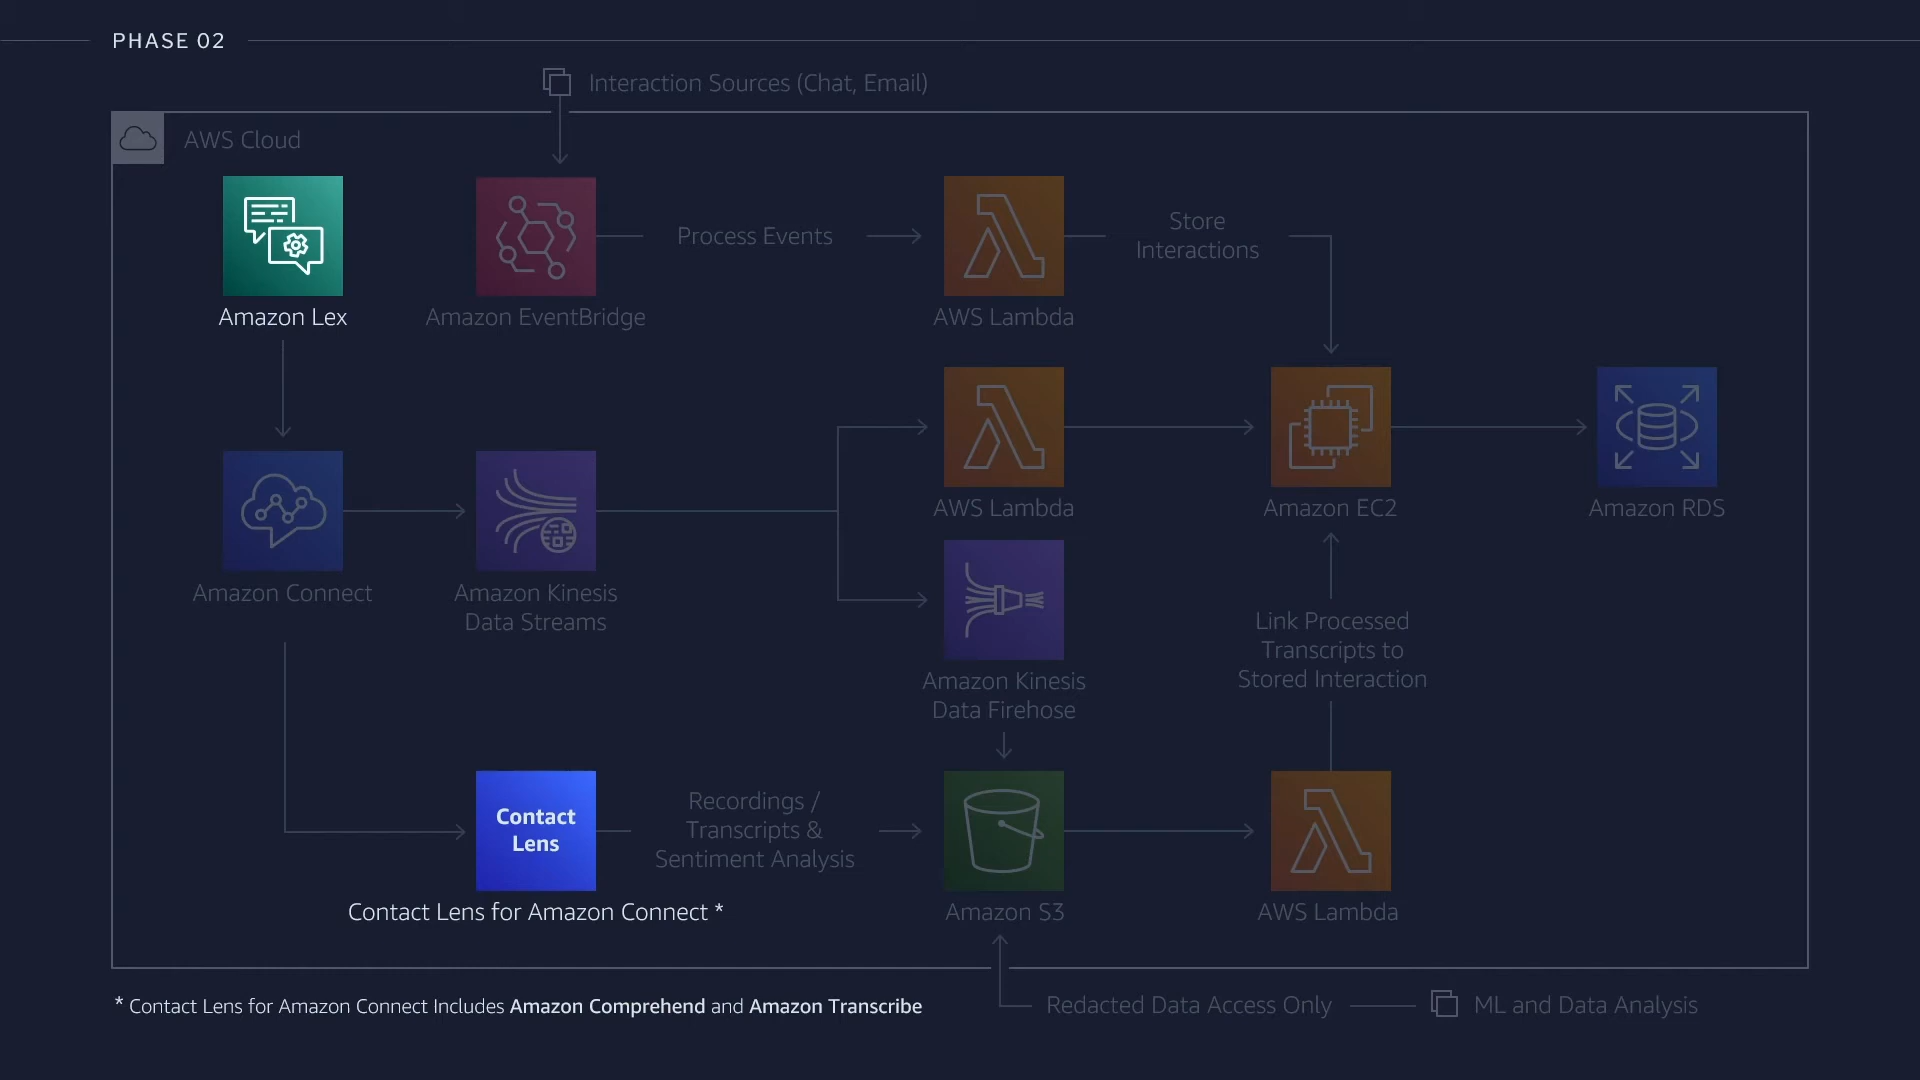 PHASE 02
Interaction Sources (Chat, Email)
AWS Cloud
Amazon Lex
Amazon EventBridge
Process Events
AWS Lambda
Store
Interactions
Amazon Connect
Amazon Kinesis
Data Streams
AWS Lambda
Amazon EC2
Amazon RDS
Amazon Kinesis
Data Firehose
Link Processed
Transcripts to
Stored Interaction
Contact
Lens
Contact Lens for Amazon Connect *
Recordings /
Transcripts &
Sentiment Analysis
Amazon S3
AWS Lambda
* Contact Lens for Amazon Connect Includes Amazon Comprehend and Amazon Transcribe
Redacted Data Access Only
ML and Data Analysis